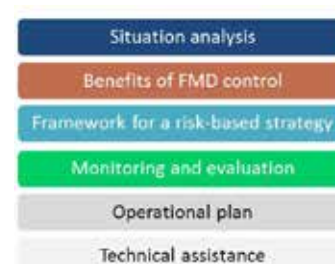 Situation analysis
Benefits of FMD control
Framework for a risk-based strategy
Monitoring and evaluation
Operational plan
Technical assistance